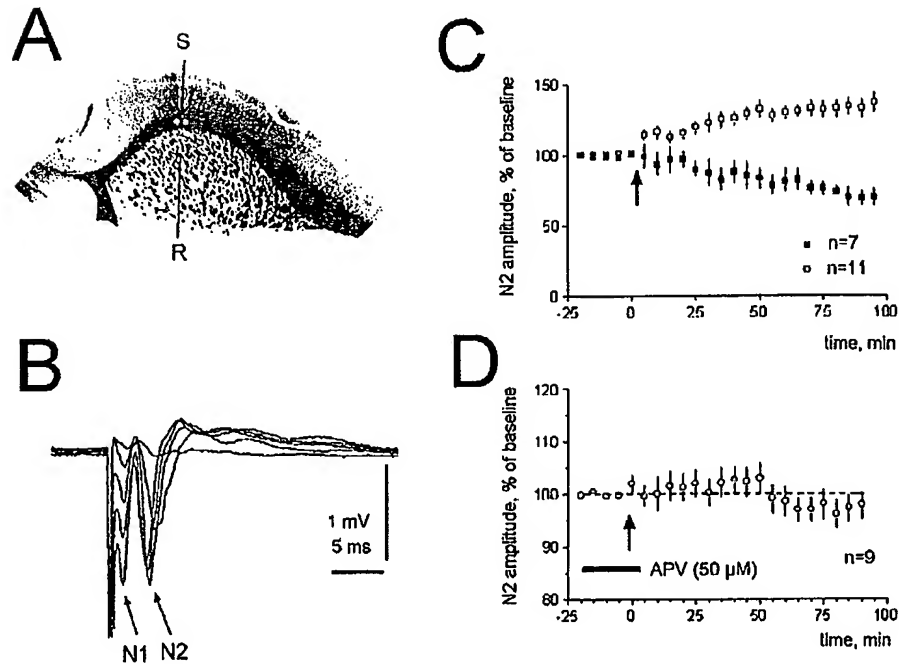 A
S
R
B
1 mV
5 ms
N1 N2
C
N2 amplitude, % of baseline
150
100
50
0
-25 0 25 50 75 100
time, min
n=7
n=11
D
N2 amplitude, % of baseline
120
110
100
90
80
-25 0 25 50 75 100
time, min
APV (50 µM)
n=9